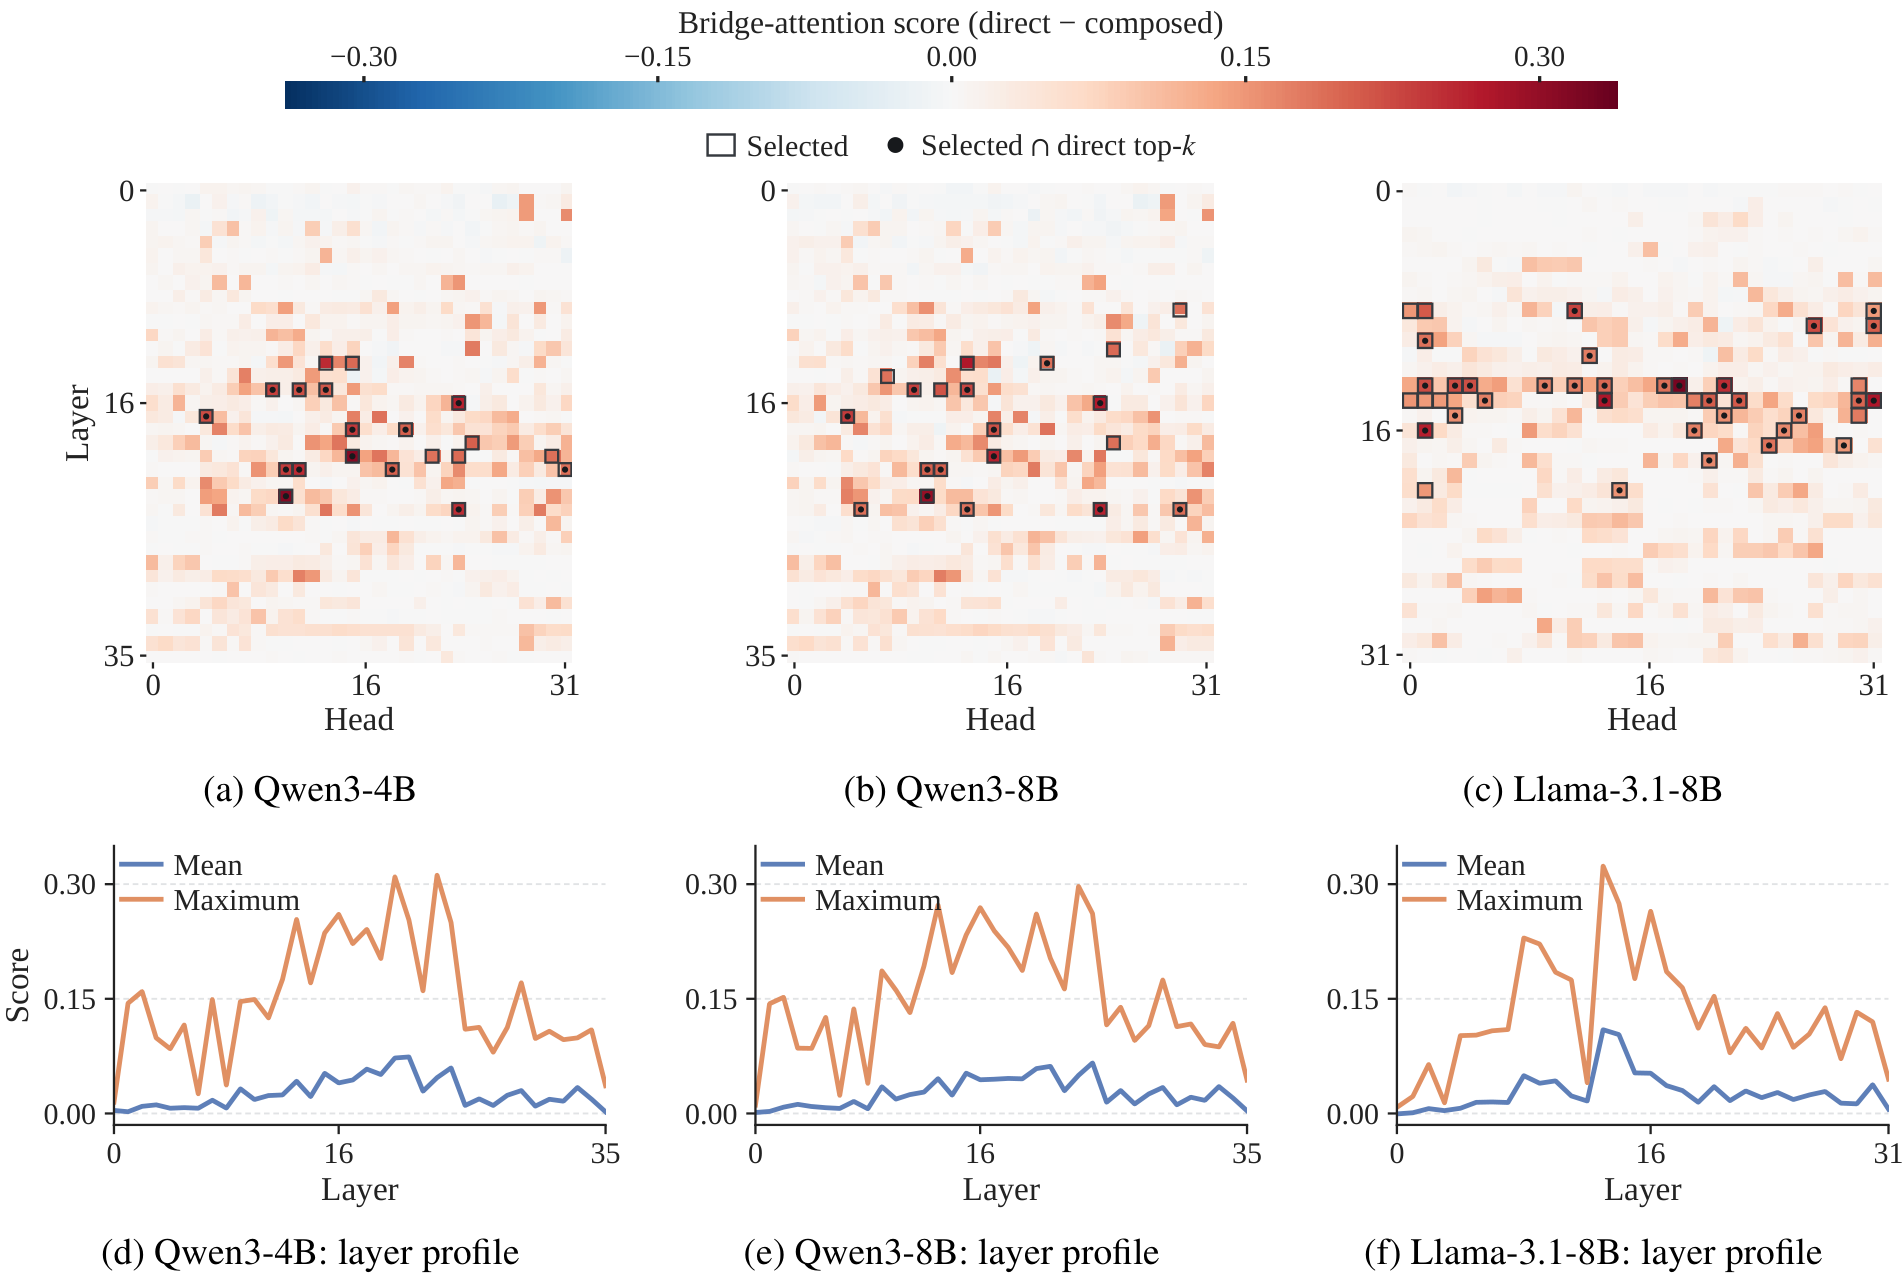 Bridge-attention score (direct − composed)
−0.30 −0.15 0.00 0.15 0.30
Selected Selected ∩ direct top-k
Layer
0
16
35
0 16 31
Head
0
16
35
0 16 31
Head
0
16
31
0 16 31
Head
(a) Qwen3-4B
(b) Qwen3-8B
(c) Llama-3.1-8B
Score
Mean
Maximum
0.30
0.15
0.00
0 16 35
Layer
Mean
Maximum
0.30
0.15
0.00
0 16 35
Layer
Mean
Maximum
0.30
0.15
0.00
0 16 31
Layer
(d) Qwen3-4B: layer profile
(e) Qwen3-8B: layer profile
(f) Llama-3.1-8B: layer profile